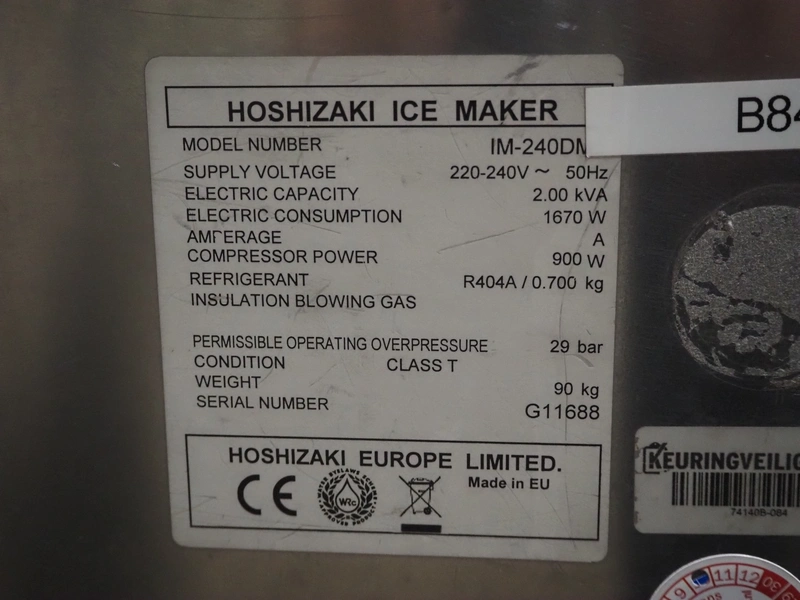 HOSHIZAKI ICE MAKER
B84
MODEL NUMBER IM-240DM
SUPPLY VOLTAGE 220-240V ~ 50Hz
ELECTRIC CAPACITY 2.00 kVA
ELECTRIC CONSUMPTION 1670 W
AMPERAGE A
COMPRESSOR POWER 900 W
REFRIGERANT R404A / 0.700 kg
INSULATION BLOWING GAS
PERMISSIBLE OPERATING OVERPRESSURE 29 bar
CONDITION CLASS T
WEIGHT 90 kg
SERIAL NUMBER G11688
HOSHIZAKI EUROPE LIMITED.
Made in EU
CE
WRc
KEURINGVEILIG
74140B-084
9 11 12